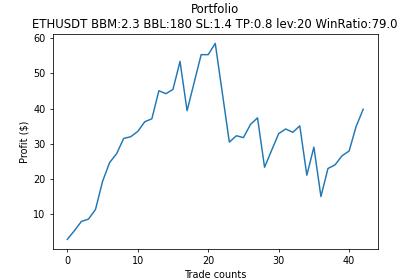 Portfolio
ETHUSDT BBM:2.3 BBL:180 SL:1.4 TP:0.8 lev:20 WinRatio:79.0
60
50
40
30
20
10
Profit ($)
0
10
20
30
40
Trade counts